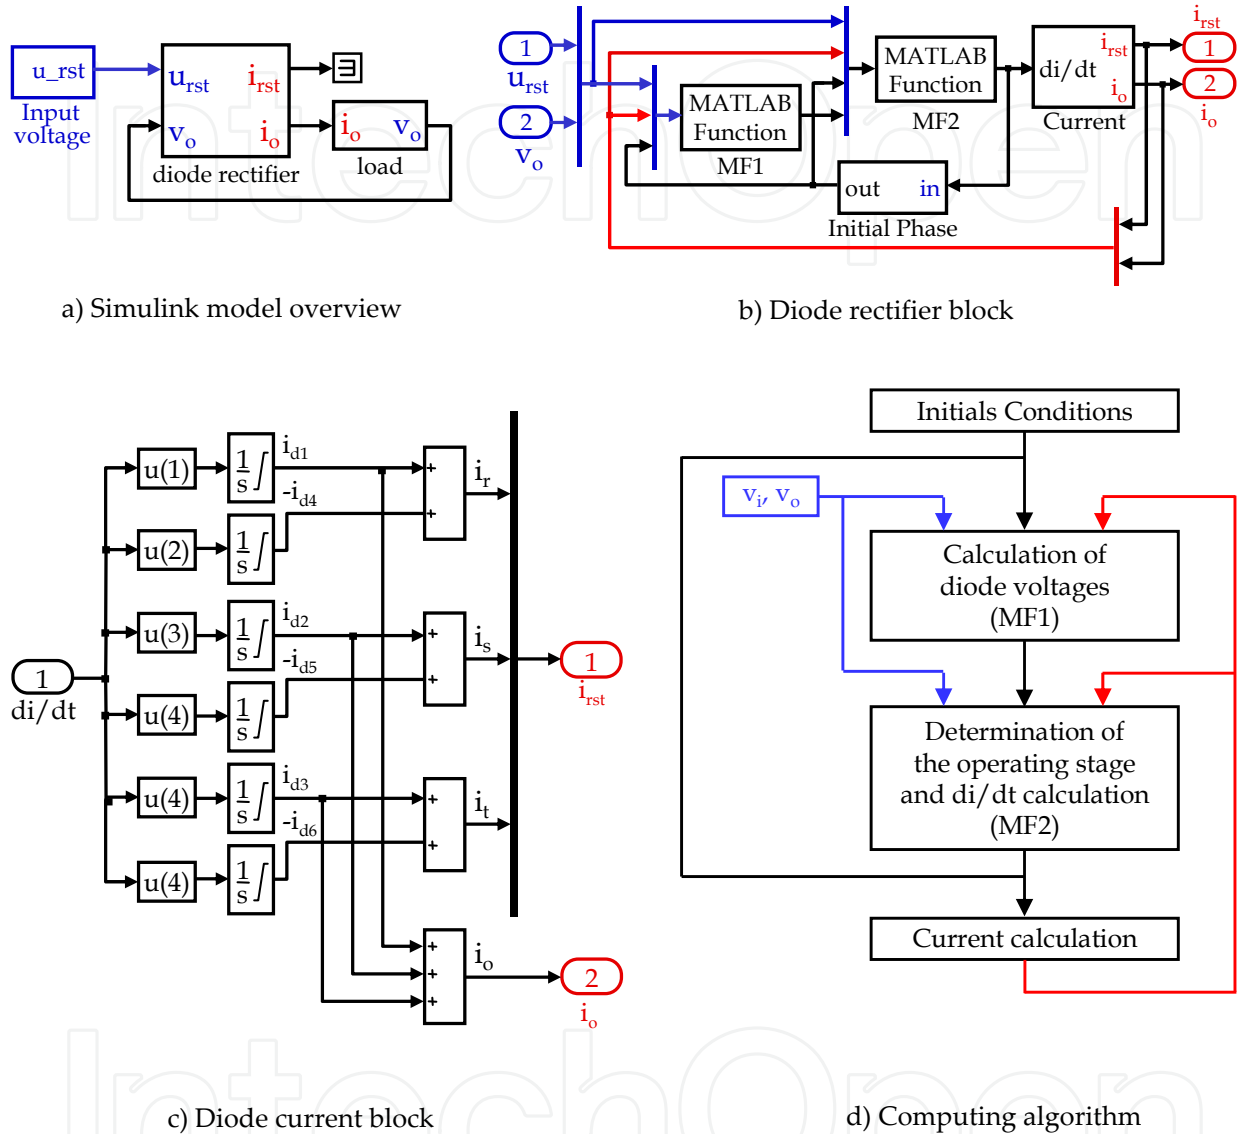 u_rst
Input
voltage
u_rst
i_rst
v_o
i_o
diode rectifier
i_o
v_o
load
a) Simulink model overview
1
u_rst
2
v_o
MATLAB
Function
MF1
MATLAB
Function
MF2
di/dt
i_rst
i_o
Current
out
in
Initial Phase
i_rst
1
2
i_o
b) Diode rectifier block
1
di/dt
u(1)
1
s
i_d1
-i_d4
u(2)
1
s
+
+
i_r
u(3)
1
s
i_d2
-i_d5
u(4)
1
s
+
+
i_s
u(4)
1
s
i_d3
-i_d6
u(4)
1
s
+
+
i_t
+
+
+
i_o
1
i_rst
2
i_o
c) Diode current block
Initials Conditions
v_i, v_o
Calculation of
diode voltages
(MF1)
Determination of
the operating stage
and di/dt calculation
(MF2)
Current calculation
d) Computing algorithm
IntechOpen
IntechOpen